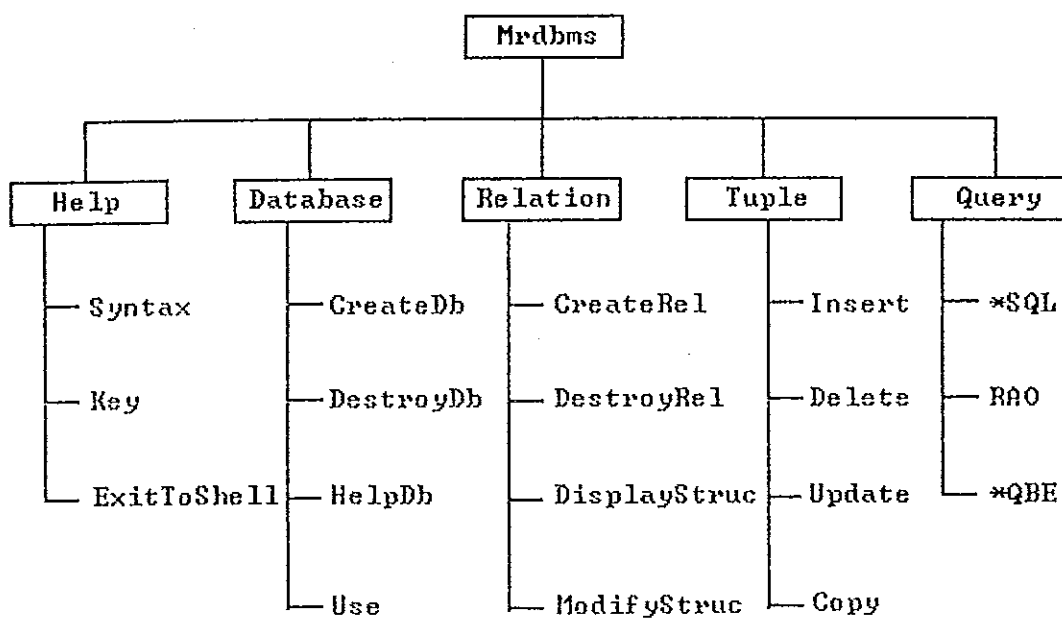 Mrdbms
Help
Database
Relation
Tuple
Query
Syntax
CreateDb
CreateRel
Insert
*SQL
Key
DestroyDb
DestroyRel
Delete
RAO
ExitToShell
HelpDb
DisplayStruc
Update
*QBE
Use
ModifyStruc
Copy